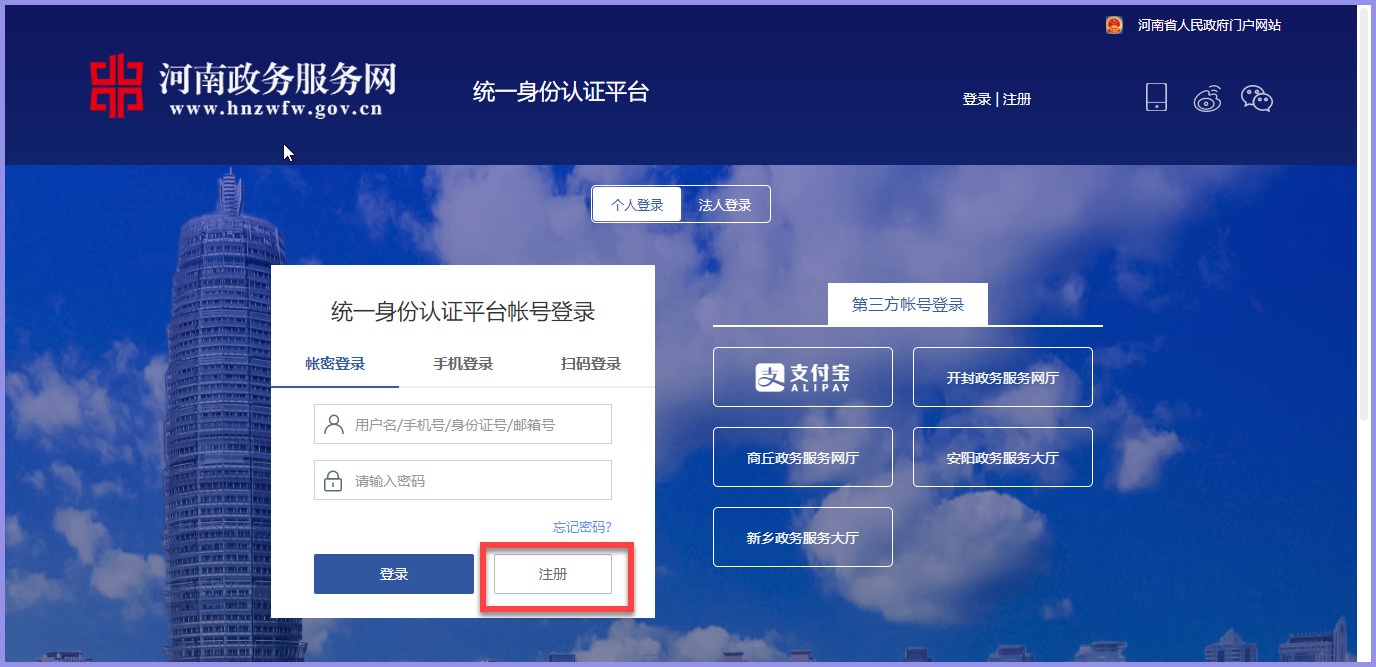 河南省人民政府门户网站
河南政务服务网
www.hnzwfw.gov.cn
统一身份认证平台
登录 | 注册
个人登录
法人登录
统一身份认证平台帐号登录
帐密登录
手机登录
扫码登录
用户名/手机号/身份证号/邮箱号
请输入密码
忘记密码?
登录
注册
第三方帐号登录
支 支付宝
ALIPAY
开封政务服务网厅
商丘政务服务网厅
安阳政务服务大厅
新乡政务服务大厅